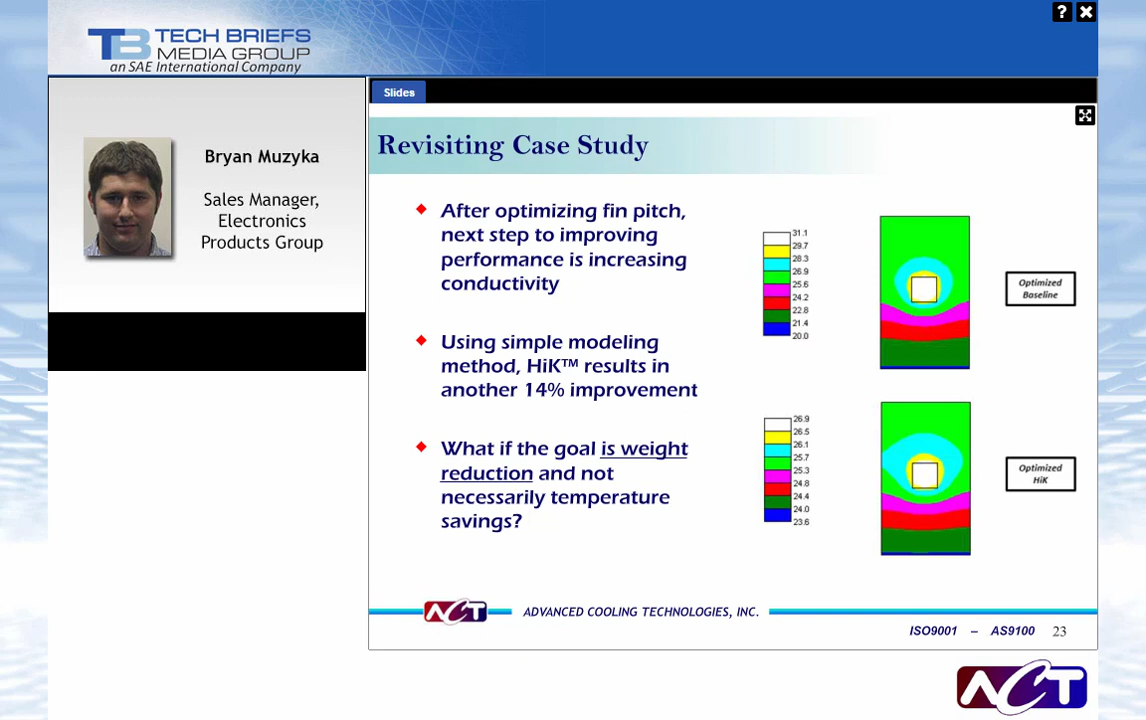 ? ✖
TB TECH BRIEFS
MEDIA GROUP
an SAE International Company
Slides
Bryan Muzyka
Sales Manager,
Electronics
Products Group
Revisiting Case Study
After optimizing fin pitch,
next step to improving
performance is increasing
conductivity
Using simple modeling
method, HiK™ results in
another 14% improvement
What if the goal is weight
reduction and not
necessarily temperature
savings?
31.1
29.7
28.3
26.9
25.6
24.2
22.8
21.4
20.0
Optimized
Baseline
26.9
26.5
26.1
25.7
25.3
24.8
24.4
24.0
23.6
Optimized
HiK
ACT ADVANCED COOLING TECHNOLOGIES, INC.
ISO9001 – AS9100 23
ACT